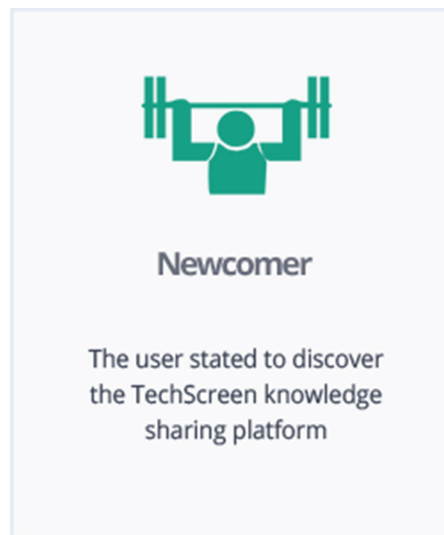 Newcomer
The user stated to discover
the TechScreen knowledge
sharing platform